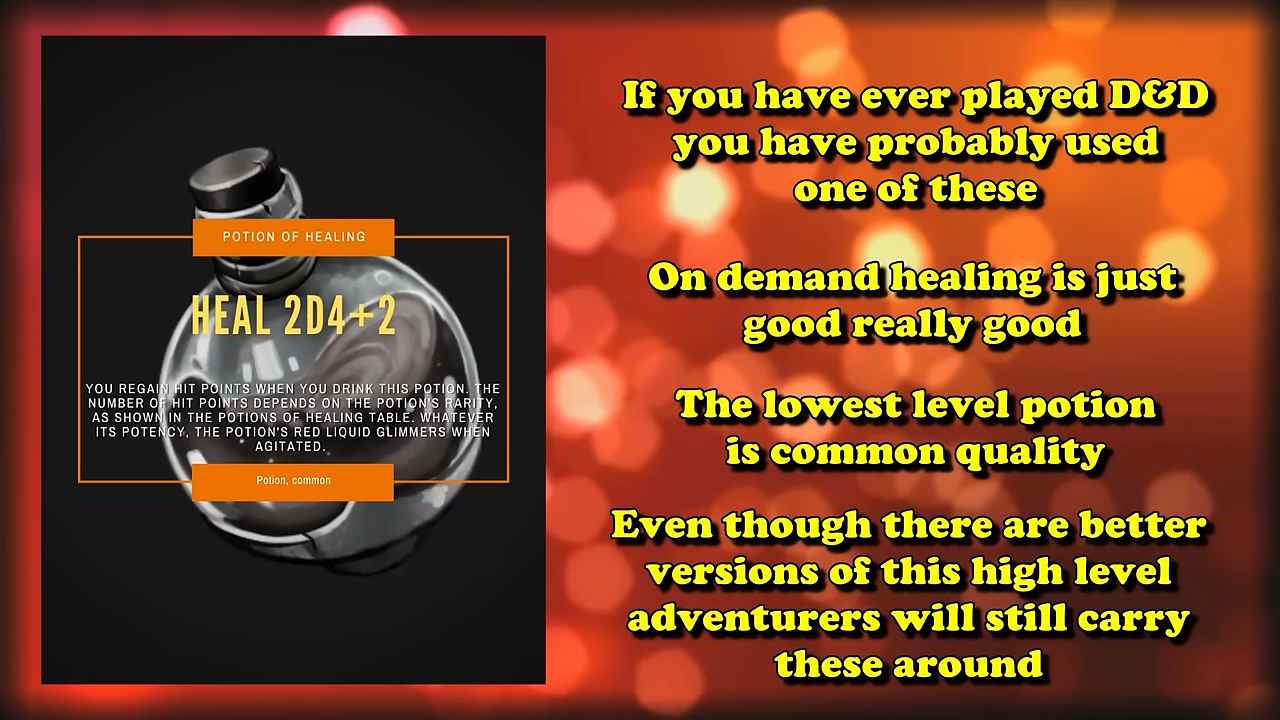 POTION OF HEALING
HEAL 2D4+2
YOU REGAIN HIT POINTS WHEN YOU DRINK THIS POTION. THE
NUMBER OF HIT POINTS DEPENDS ON THE POTION'S RARITY,
AS SHOWN IN THE POTIONS OF HEALING TABLE. WHATEVER
ITS POTENCY, THE POTION'S RED LIQUID GLIMMERS WHEN
AGITATED.
Potion, common
If you have ever played D&D
you have probably used
one of these
On demand healing is just
good really good
The lowest level potion
is common quality
Even though there are better
versions of this high level
adventurers will still carry
these around